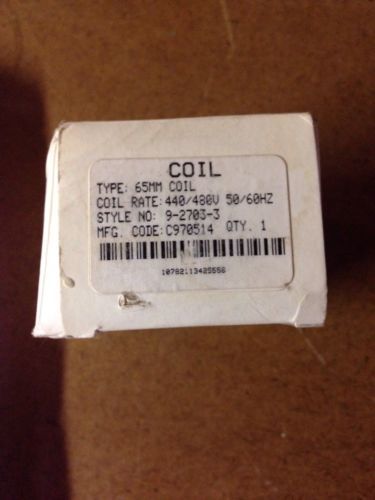 COIL
TYPE: 65MM COIL
COIL RATE: 440/480V 50/60HZ
STYLE NO: 9-2703-3
MFG. CODE: C970514 QTY. 1
10782113425556